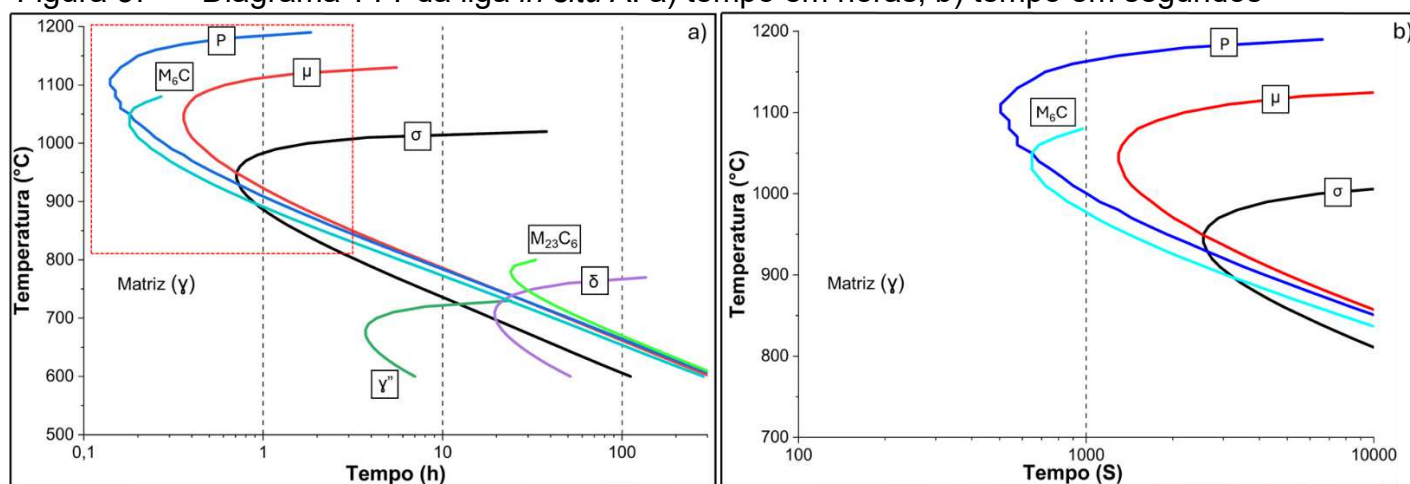 Figura Diagrama TTT da liga in situ A. a) tempo em horas, b) tempo em segundos
a)
1200
1100
1000
900
800
700
600
500
Temperatura (°C)
P
M₆C
μ
σ
M₂₃C₆
δ
Ɣ"
Matriz (Ɣ)
0,1
1
10
100
Tempo (h)
b)
1200
1100
1000
900
800
700
Temperatura (°C)
P
M₆C
μ
σ
Matriz (Ɣ)
100
1000
10000
Tempo (S)